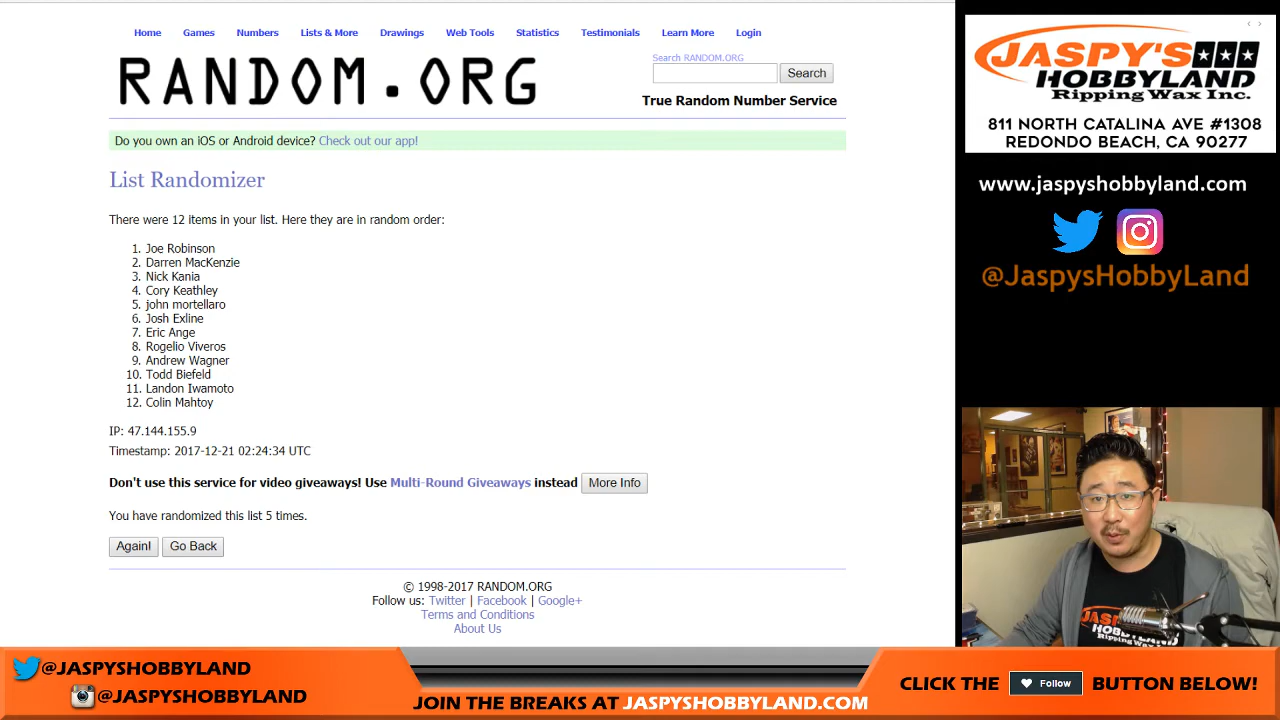 Home Games Numbers Lists & More Drawings Web Tools Statistics Testimonials Learn More Login
RANDOM.ORG
Search RANDOM.ORG
Search
True Random Number Service
Do you own an iOS or Android device? Check out our app!
List Randomizer
There were 12 items in your list. Here they are in random order:
1. Joe Robinson
2. Darren MacKenzie
3. Nick Kania
4. Cory Keathley
5. john mortellaro
6. Josh Exline
7. Eric Ange
8. Rogelio Viveros
9. Andrew Wagner
10. Todd Biefeld
11. Landon Iwamoto
12. Colin Mahtoy
IP: 47.144.155.9
Timestamp: 2017-12-21 02:24:34 UTC
Don't use this service for video giveaways! Use Multi-Round Giveaways instead More Info
You have randomized this list 5 times.
Again! Go Back
© 1998-2017 RANDOM.ORG
Follow us: Twitter | Facebook | Google+
Terms and Conditions
About Us
JASPY'S
HOBBYLAND
Ripping Wax Inc.
811 NORTH CATALINA AVE #1308
REDONDO BEACH, CA 90277
www.jaspyshobbyland.com
@JaspysHobbyLand
JASPY'S
HOBBYLAND
Ripping Wax Inc.
@JASPYSHOBBYLAND
@JASPYSHOBBYLAND
JOIN THE BREAKS AT JASPYSHOBBYLAND.COM
CLICK THE Follow BUTTON BELOW!